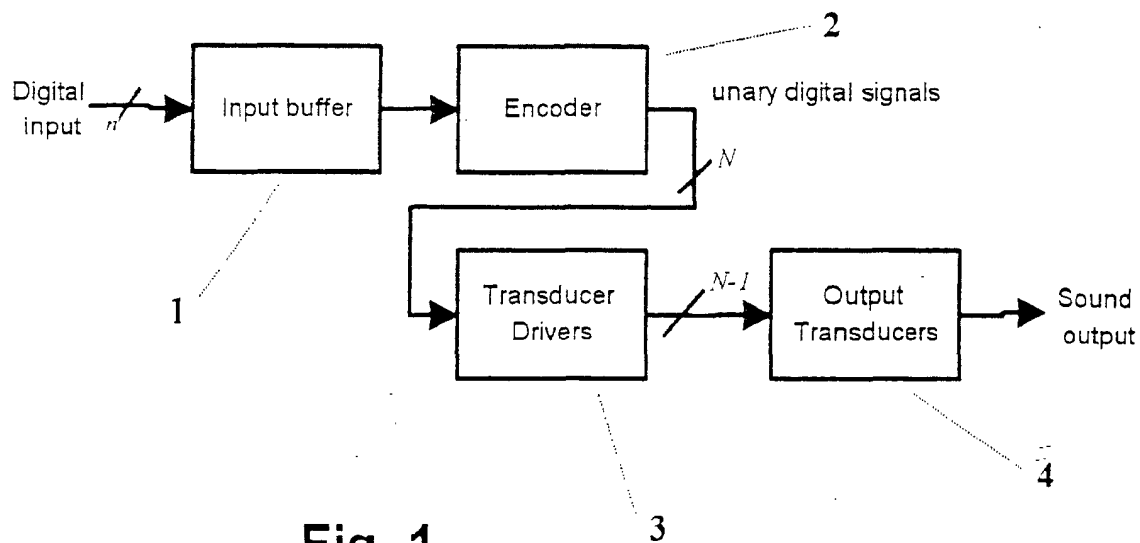 2
Digital
input
n
Input buffer
Encoder
unary digital signals
N
1
Transducer
Drivers
N-1
Output
Transducers
Sound
output
4
3
Fig. 1